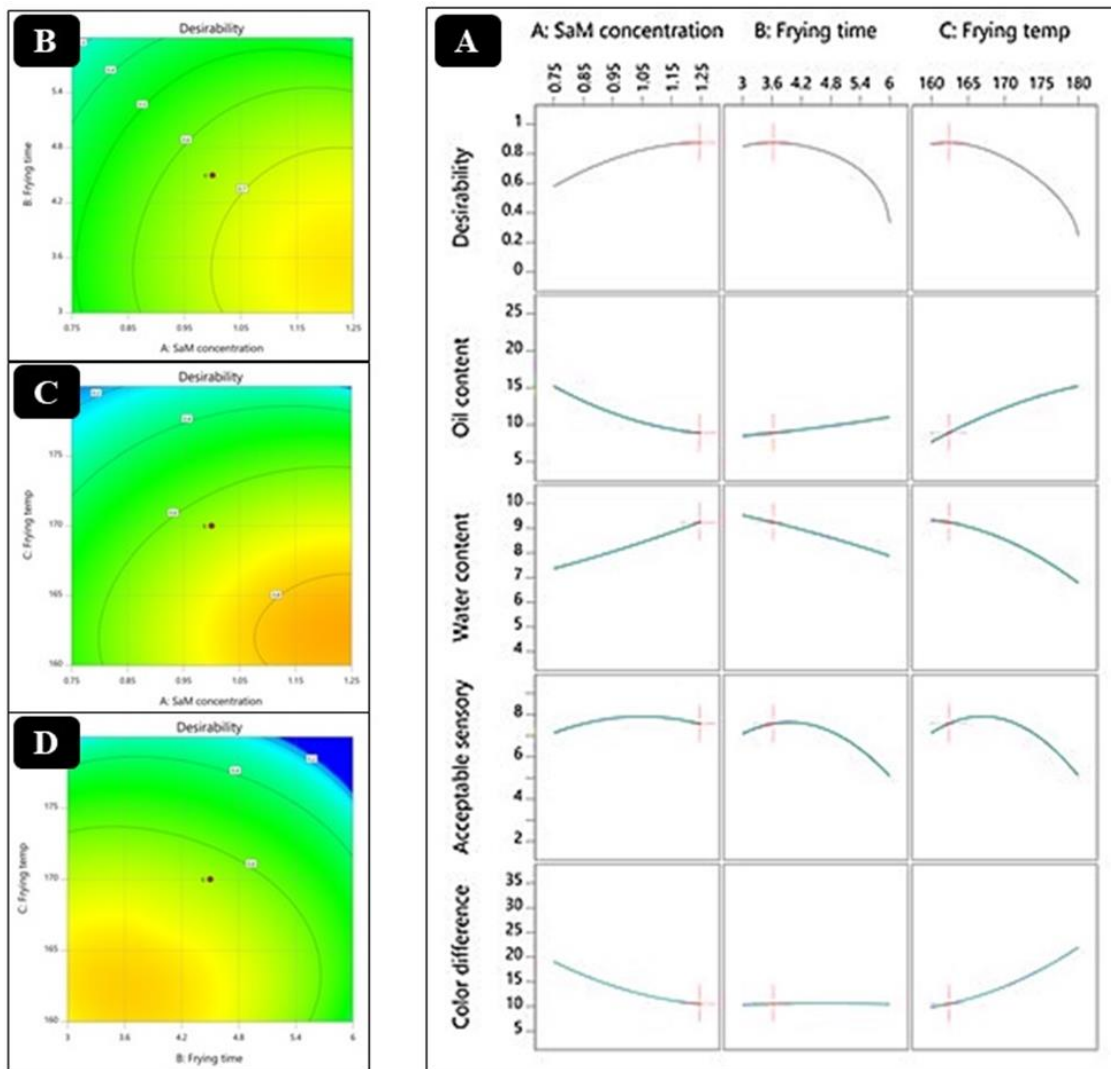 B
Desirability
5.4
4.8
4.2
3.6
3
B: Frying time
0.75 0.85 0.95 1.05 1.15 1.25
A: SaM concentration
C
Desirability
175
170
165
160
C: Frying temp
0.75 0.85 0.95 1.05 1.15 1.25
A: SaM concentration
D
Desirability
175
170
165
160
C: Frying temp
3 3.6 4.2 4.8 5.4 6
B: Frying time
A
A: SaM concentration B: Frying time C: Frying temp
0.75 0.85 0.95 1.05 1.15 1.25 3 3.6 4.2 4.8 5.4 6 160 165 170 175 180
Desirability
1
0.8
0.6
0.4
0.2
0
Oil content
25
20
15
10
5
Water content
10
9
8
7
6
5
4
Acceptable sensory
8
6
4
2
Color difference
35
30
25
20
15
10
5